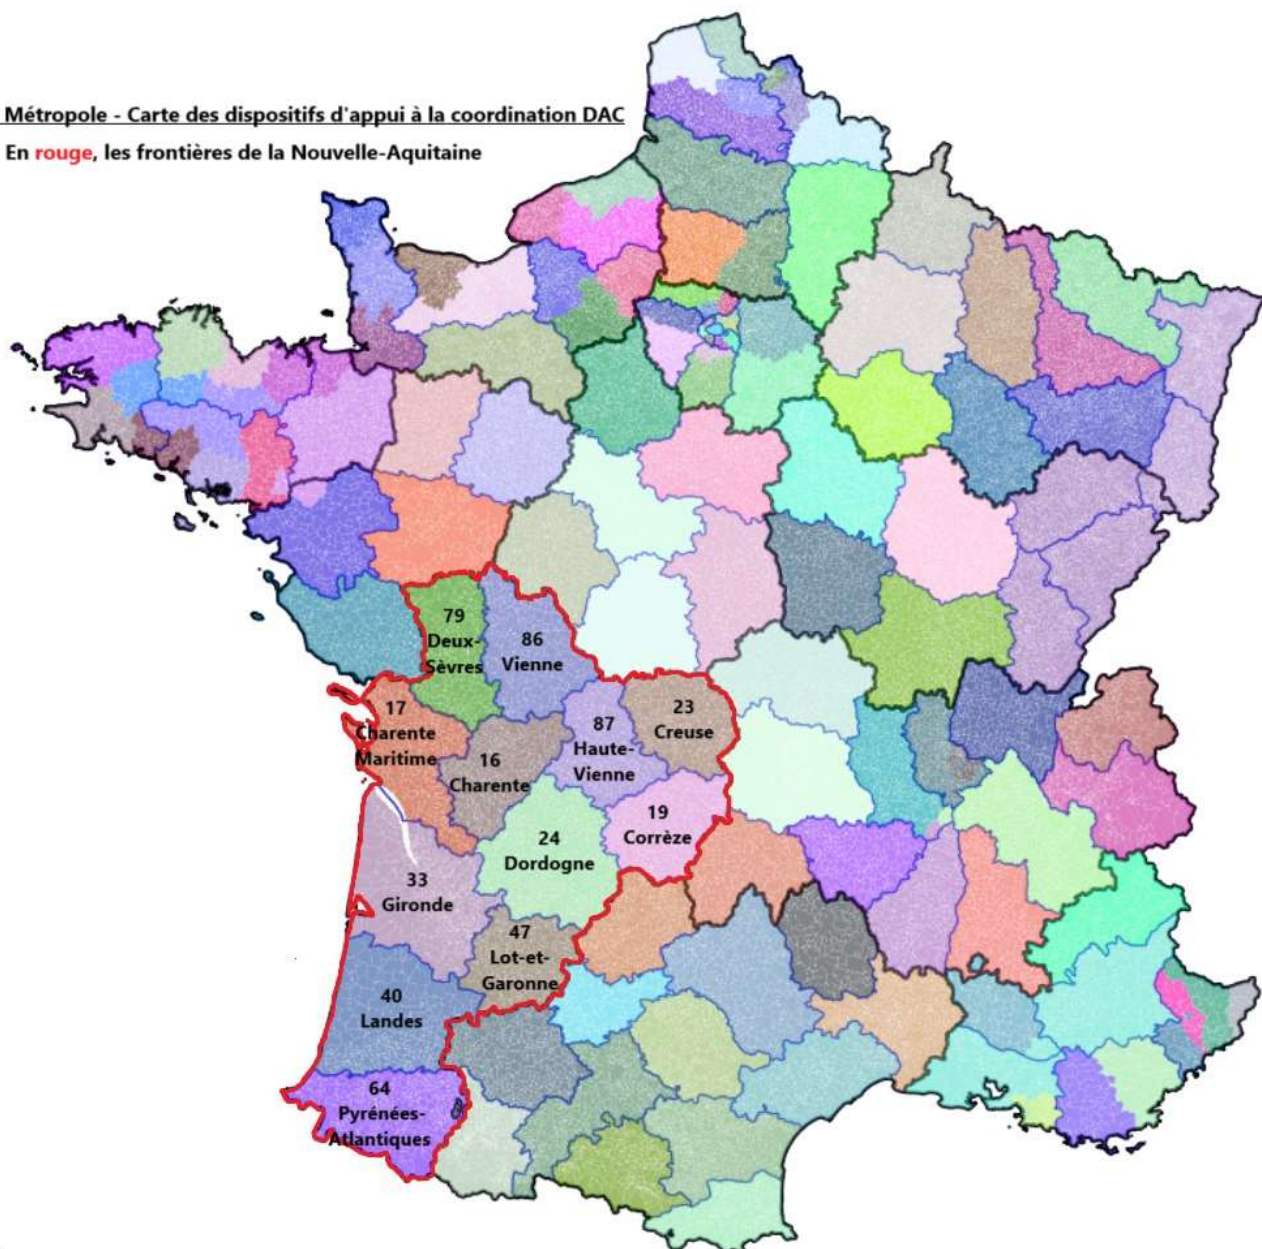 Métropole - Carte des dispositifs d'appui à la coordination DAC
En rouge, les frontières de la Nouvelle-Aquitaine
79
Deux-
Sèvres
86
Vienne
17
Charente
Maritime
16
Charente
87
Haute-
Vienne
23
Creuse
19
Corrèze
24
Dordogne
33
Gironde
47
Lot-et-
Garonne
40
Landes
64
Pyrénées-
Atlantiques